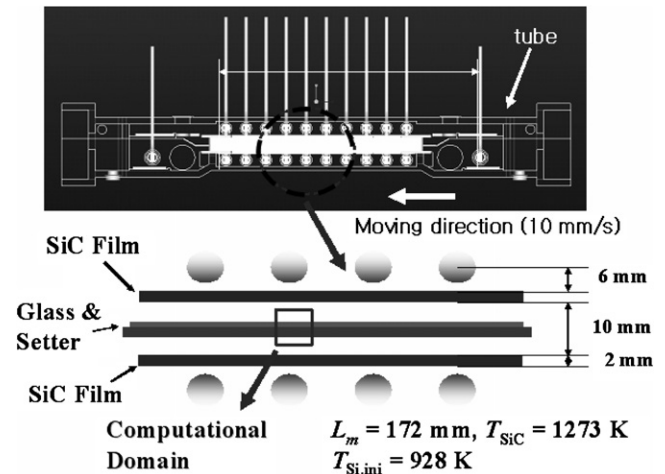 tube
Moving direction (10 mm/s)
SiC Film
6 mm
Glass &
Setter
10 mm
2 mm
SiC Film
Computational
Domain
L_m = 172 mm, T_SiC = 1273 K
T_Si,ini = 928 K